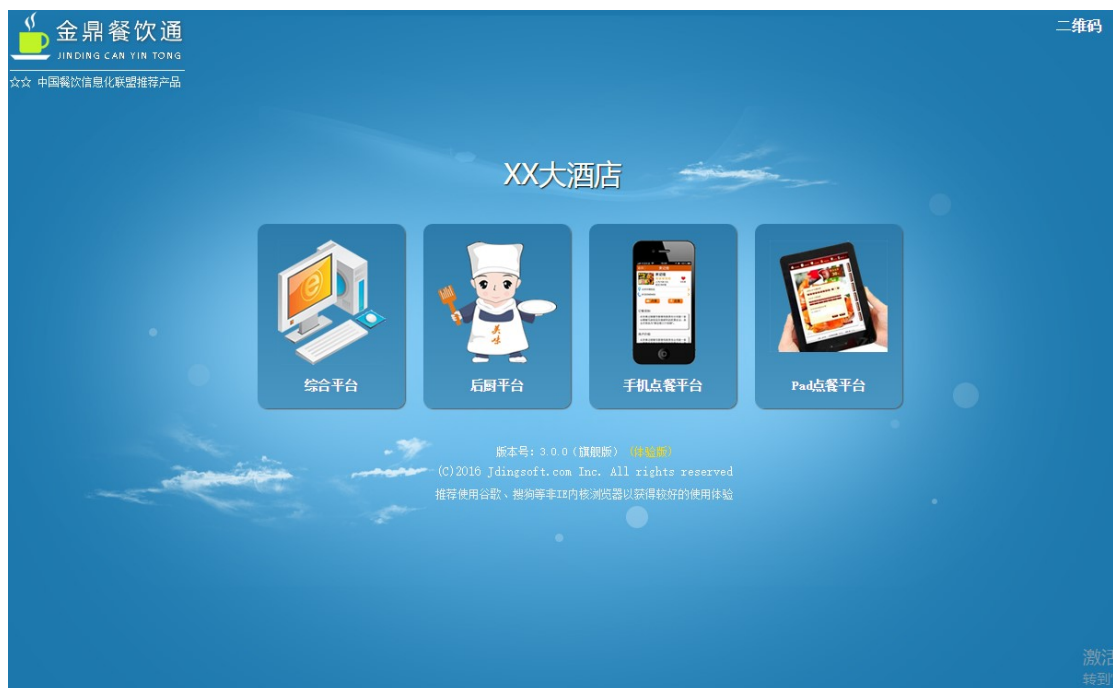 金鼎餐饮通
二维码
JINDING CAN YIN TONG
☆☆ 中国餐饮信息化联盟推荐产品
XX大酒店
美味
综合平台
后厨平台
手机点餐平台
Pad点餐平台
版本号：3.0.0（旗舰版）（体验版）
(C)2016 Jdingsoft.com Inc. All rights reserved
推荐使用谷歌、搜狗等非IE内核浏览器以获得较好的使用体验
激活
转到